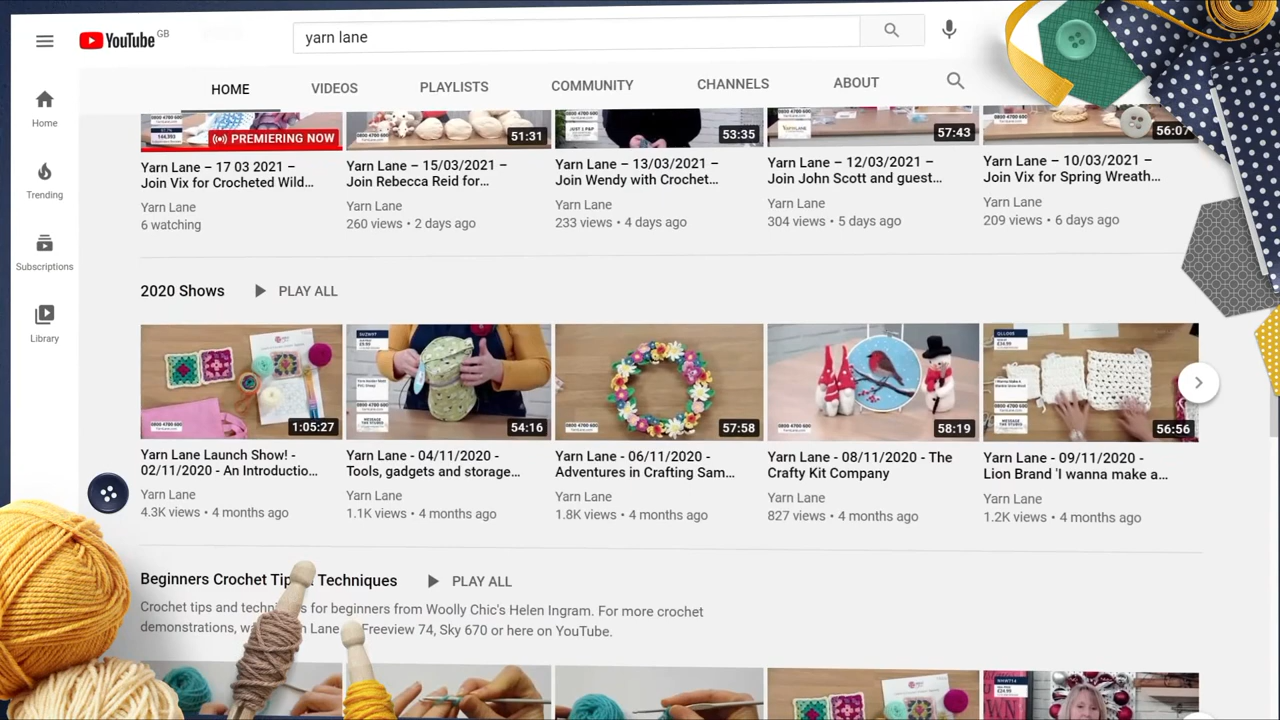 YouTube GB
yarn lane
Home
Trending
Subscriptions
Library
HOME VIDEOS PLAYLISTS COMMUNITY CHANNELS ABOUT
PREMIERING NOW 51:31 53:35 57:43 56:07
Yarn Lane – 17 03 2021 –
Join Vix for Crocheted Wild...
Yarn Lane
6 watching
Yarn Lane – 15/03/2021 –
Join Rebecca Reid for...
Yarn Lane
260 views • 2 days ago
Yarn Lane – 13/03/2021 –
Join Wendy with Crochet...
Yarn Lane
233 views • 4 days ago
Yarn Lane – 12/03/2021 –
Join John Scott and guest...
Yarn Lane
304 views • 5 days ago
Yarn Lane – 10/03/2021 –
Join Vix for Spring Wreath...
Yarn Lane
209 views • 6 days ago
2020 Shows PLAY ALL
1:05:27 54:16 57:58 58:19 56:56
Yarn Lane Launch Show! -
02/11/2020 - An Introductio...
Yarn Lane
4.3K views • 4 months ago
Yarn Lane - 04/11/2020 -
Tools, gadgets and storage...
Yarn Lane
1.1K views • 4 months ago
Yarn Lane - 06/11/2020 -
Adventures in Crafting Sam...
Yarn Lane
1.8K views • 4 months ago
Yarn Lane - 08/11/2020 - The
Crafty Kit Company
Yarn Lane
827 views • 4 months ago
Yarn Lane - 09/11/2020 -
Lion Brand 'I wanna make a...
Yarn Lane
1.2K views • 4 months ago
Beginners Crochet Techniques PLAY ALL
Crochet tips and for beginners from Woolly Chic's Helen Ingram. For more crochet
demonstrations, Lane Freeview 74, Sky 670 or here on YouTube.